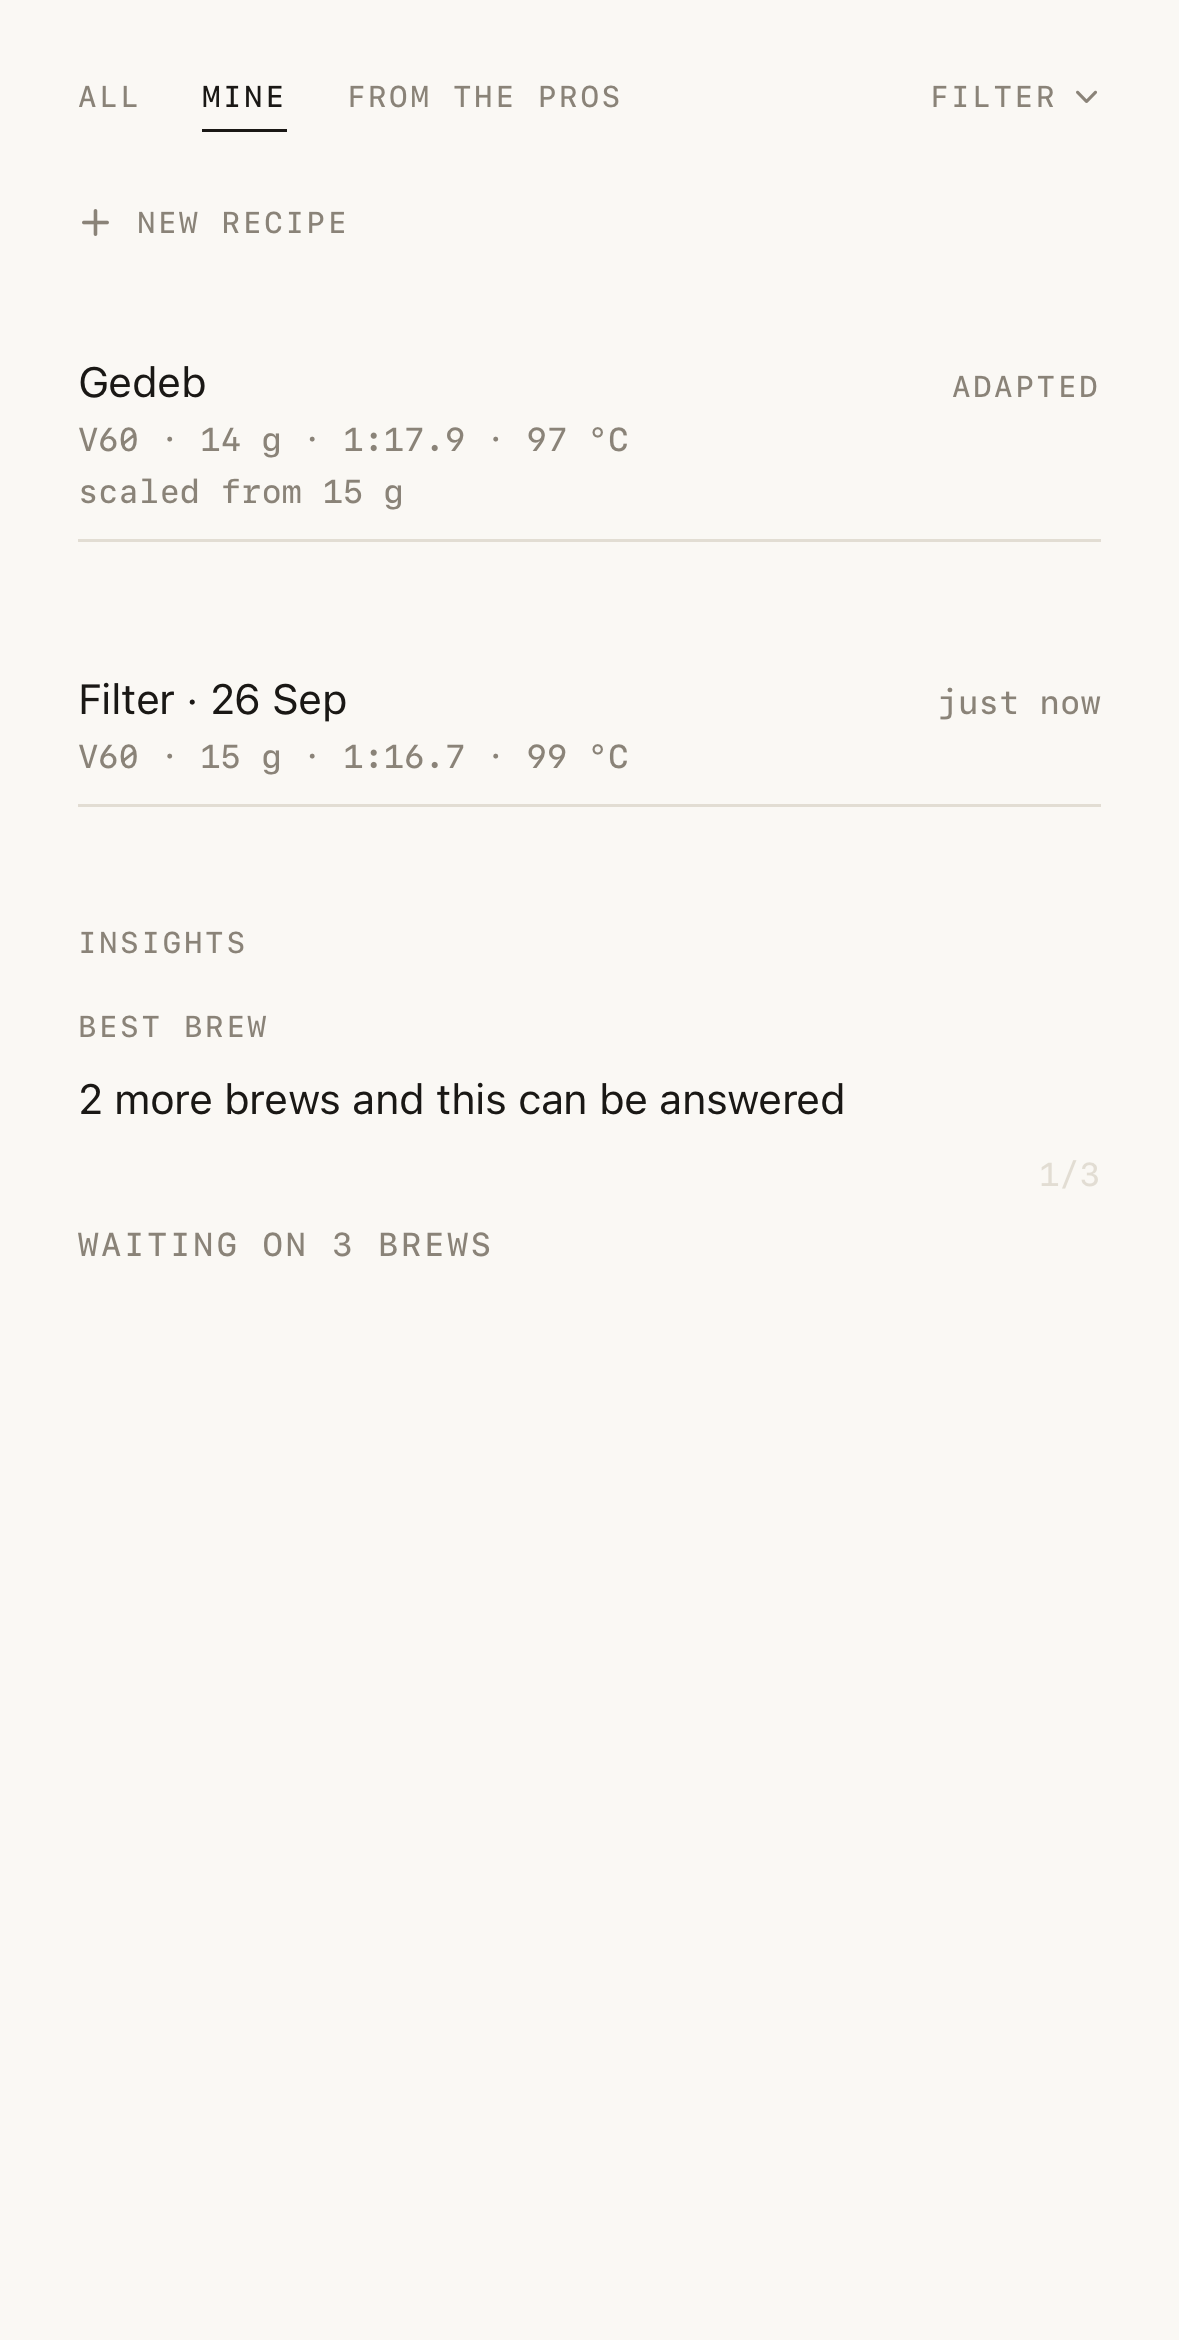 ALL MINE FROM THE PROS FILTER
+ NEW RECIPE
Gedeb ADAPTED
V60 · 14 g · 1:17.9 · 97 °C
scaled from 15 g
Filter · 26 Sep just now
V60 · 15 g · 1:16.7 · 99 °C
INSIGHTS
BEST BREW
2 more brews and this can be answered
1/3
WAITING ON 3 BREWS